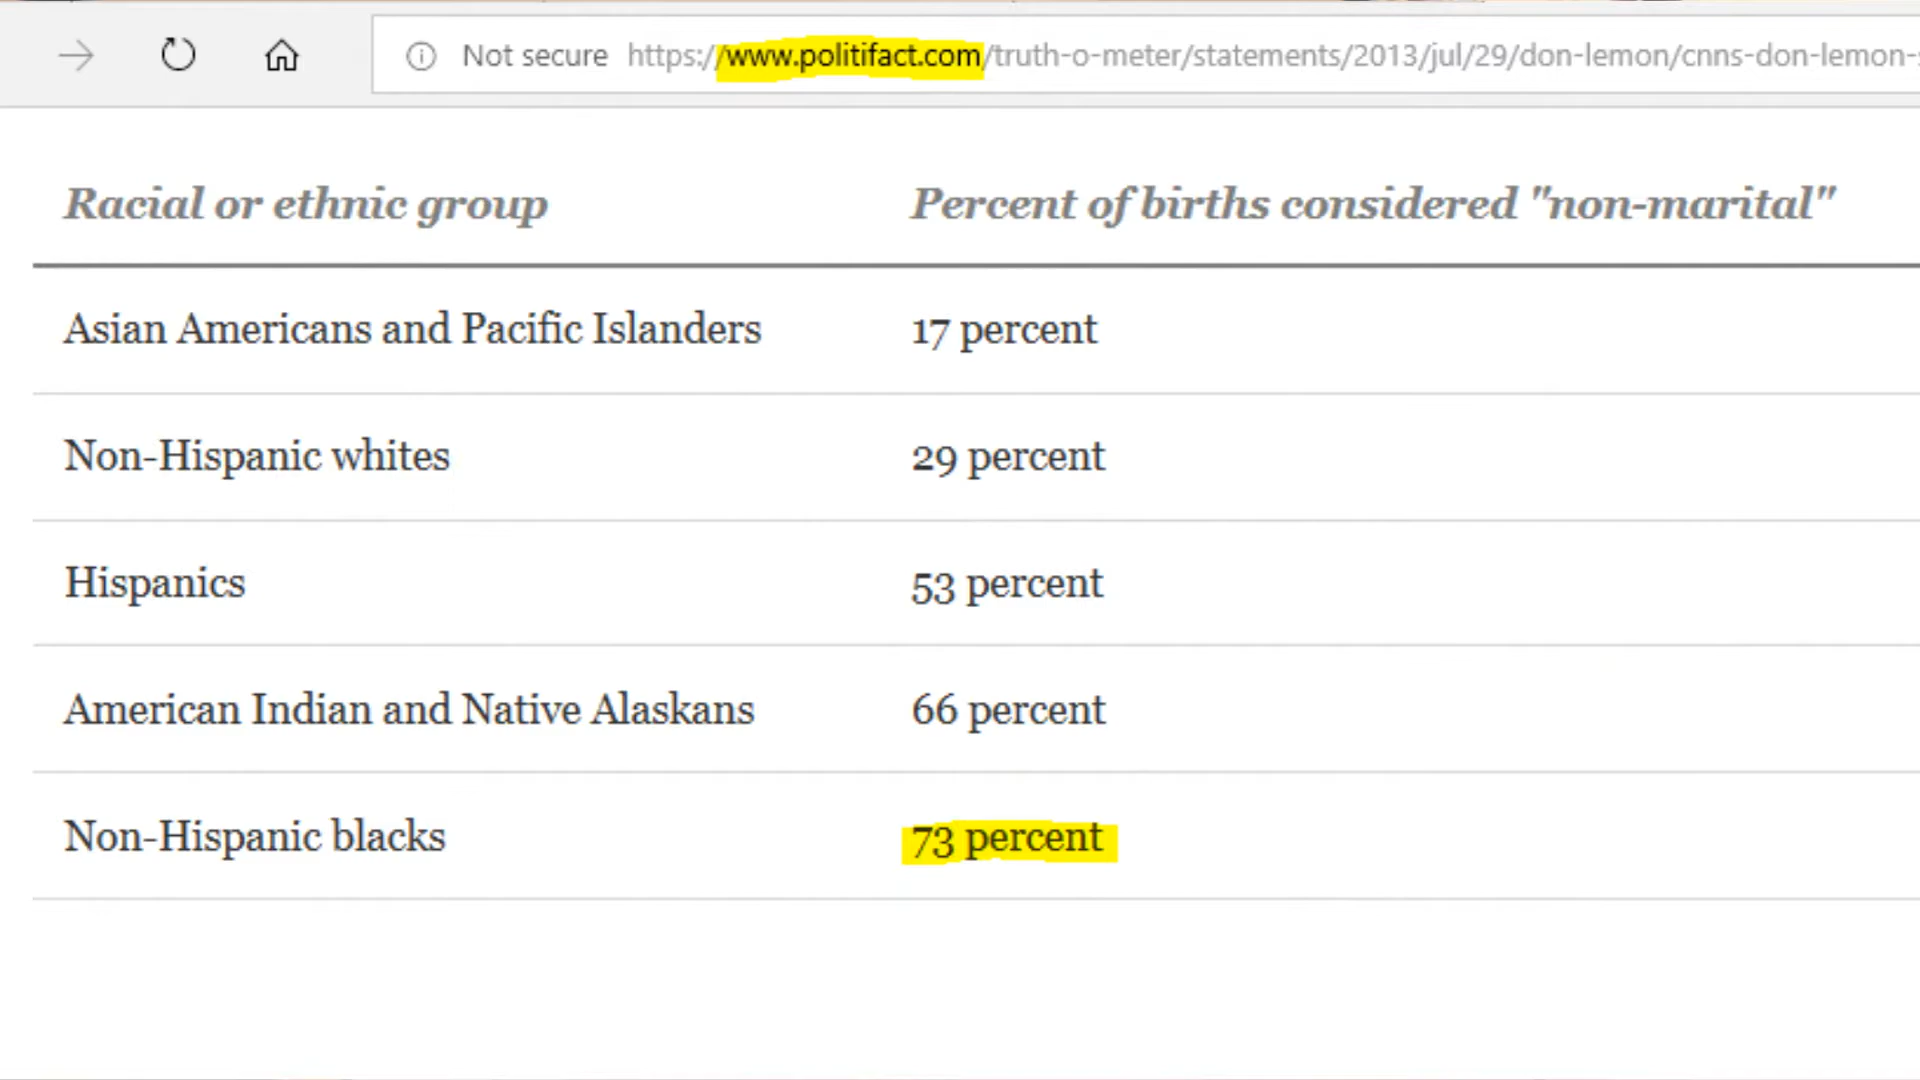 Not secure https://www.politifact.com/truth-o-meter/statements/2013/jul/29/don-lemon/cnns-don-lemon-
Racial or ethnic group Percent of births considered "non-marital"
Asian Americans and Pacific Islanders 17 percent
Non-Hispanic whites 29 percent
Hispanics 53 percent
American Indian and Native Alaskans 66 percent
Non-Hispanic blacks 73 percent